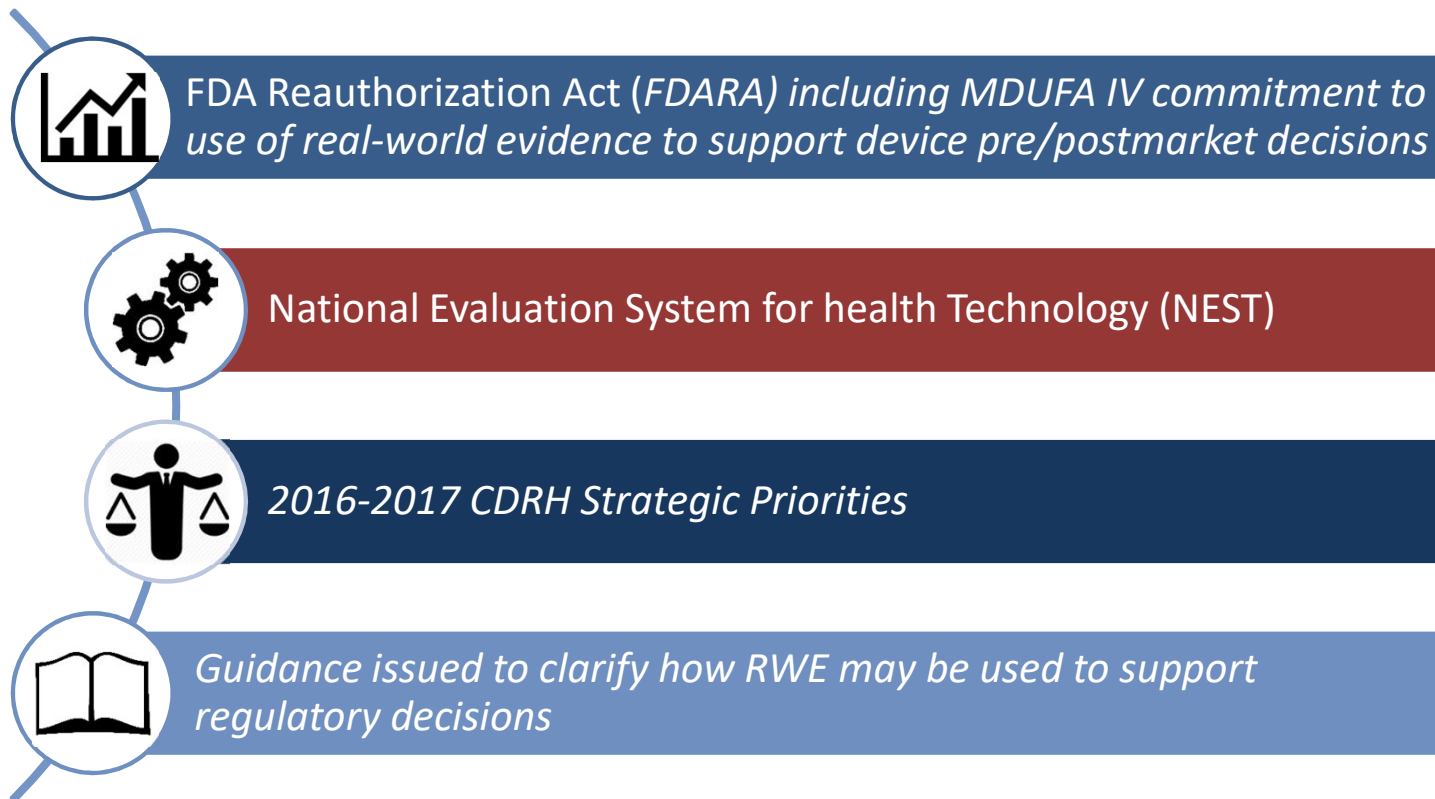 FDA Reauthorization Act (FDARA) including MDUFA IV commitment to
use of real-world evidence to support device pre/postmarket decisions
National Evaluation System for health Technology (NEST)
2016-2017 CDRH Strategic Priorities
Guidance issued to clarify how RWE may be used to support
regulatory decisions